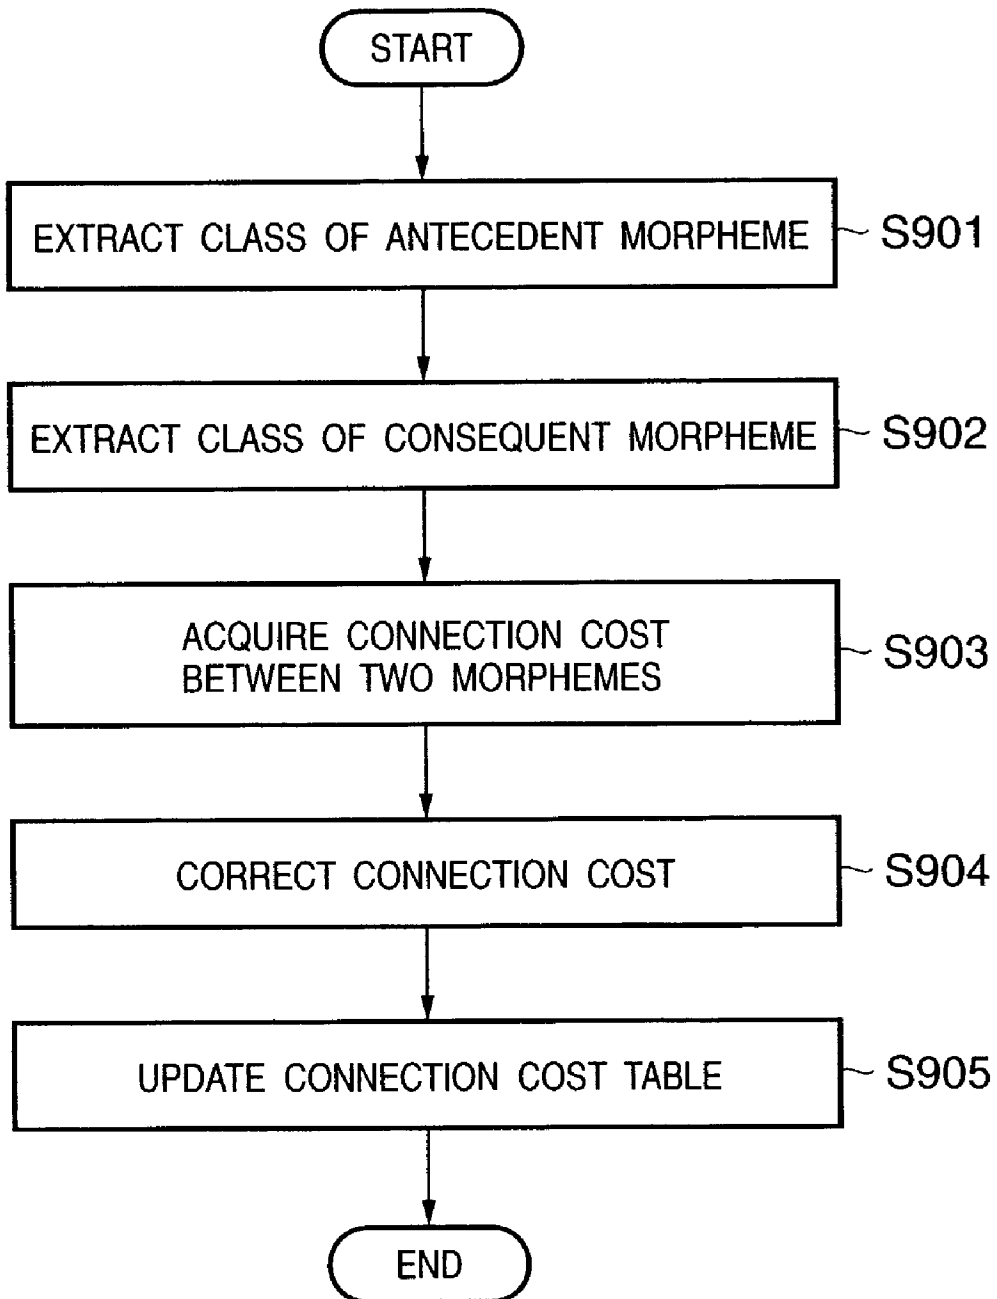 START
EXTRACT CLASS OF ANTECEDENT MORPHEME
S901
EXTRACT CLASS OF CONSEQUENT MORPHEME
S902
ACQUIRE CONNECTION COST
BETWEEN TWO MORPHEMES
S903
CORRECT CONNECTION COST
S904
UPDATE CONNECTION COST TABLE
S905
END